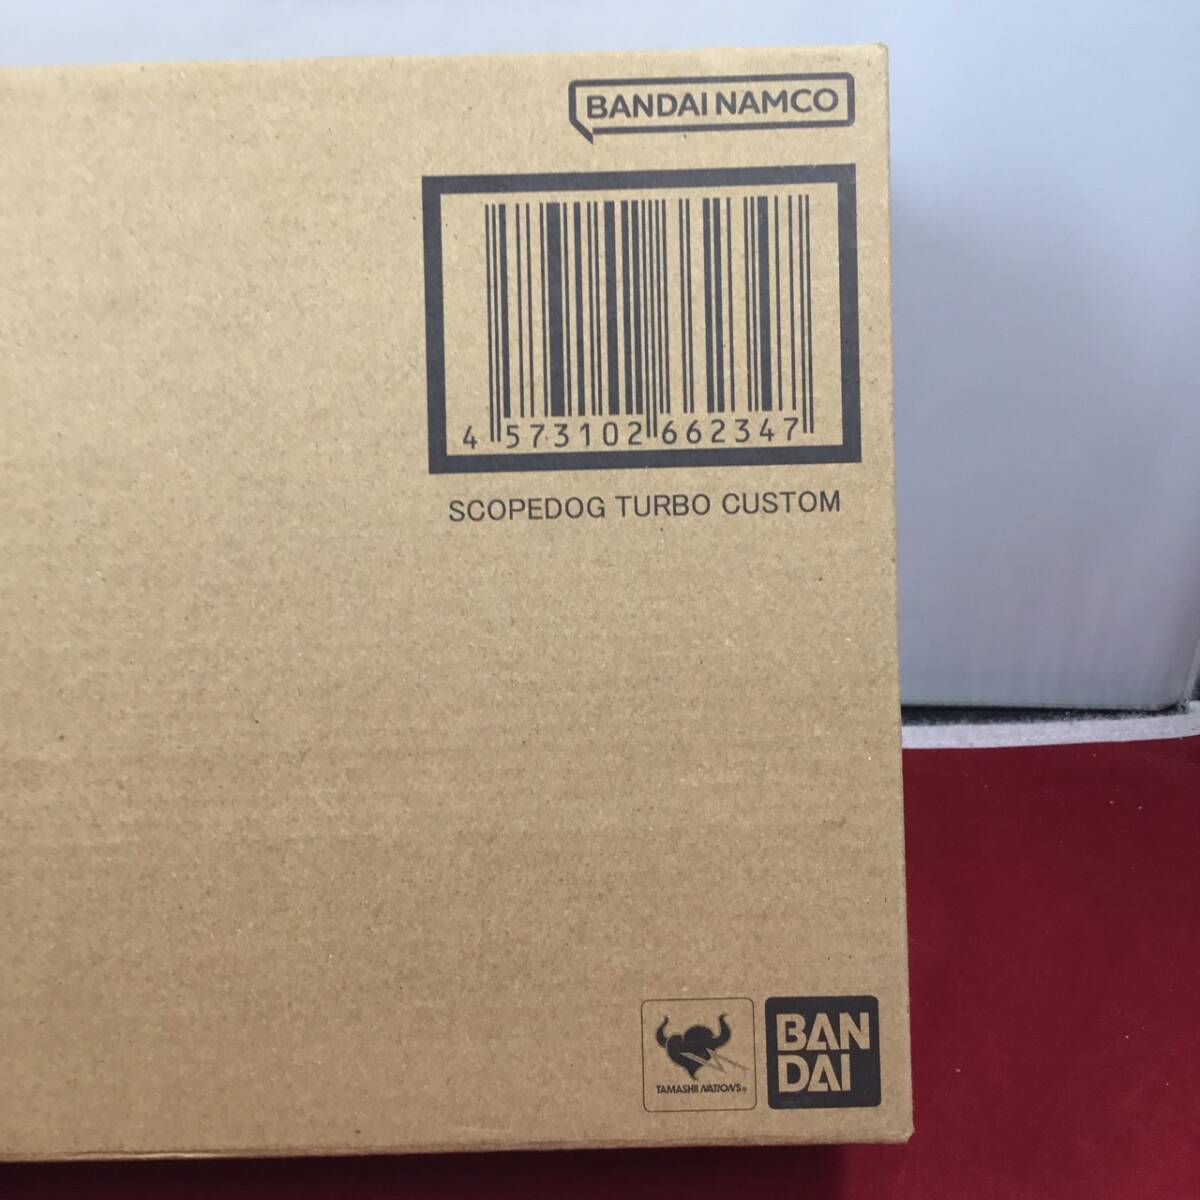 BANDAI NAMCO
4 573102 662347
SCOPEDOG TURBO CUSTOM
TAMASHII NATIONS®
BAN
DAI